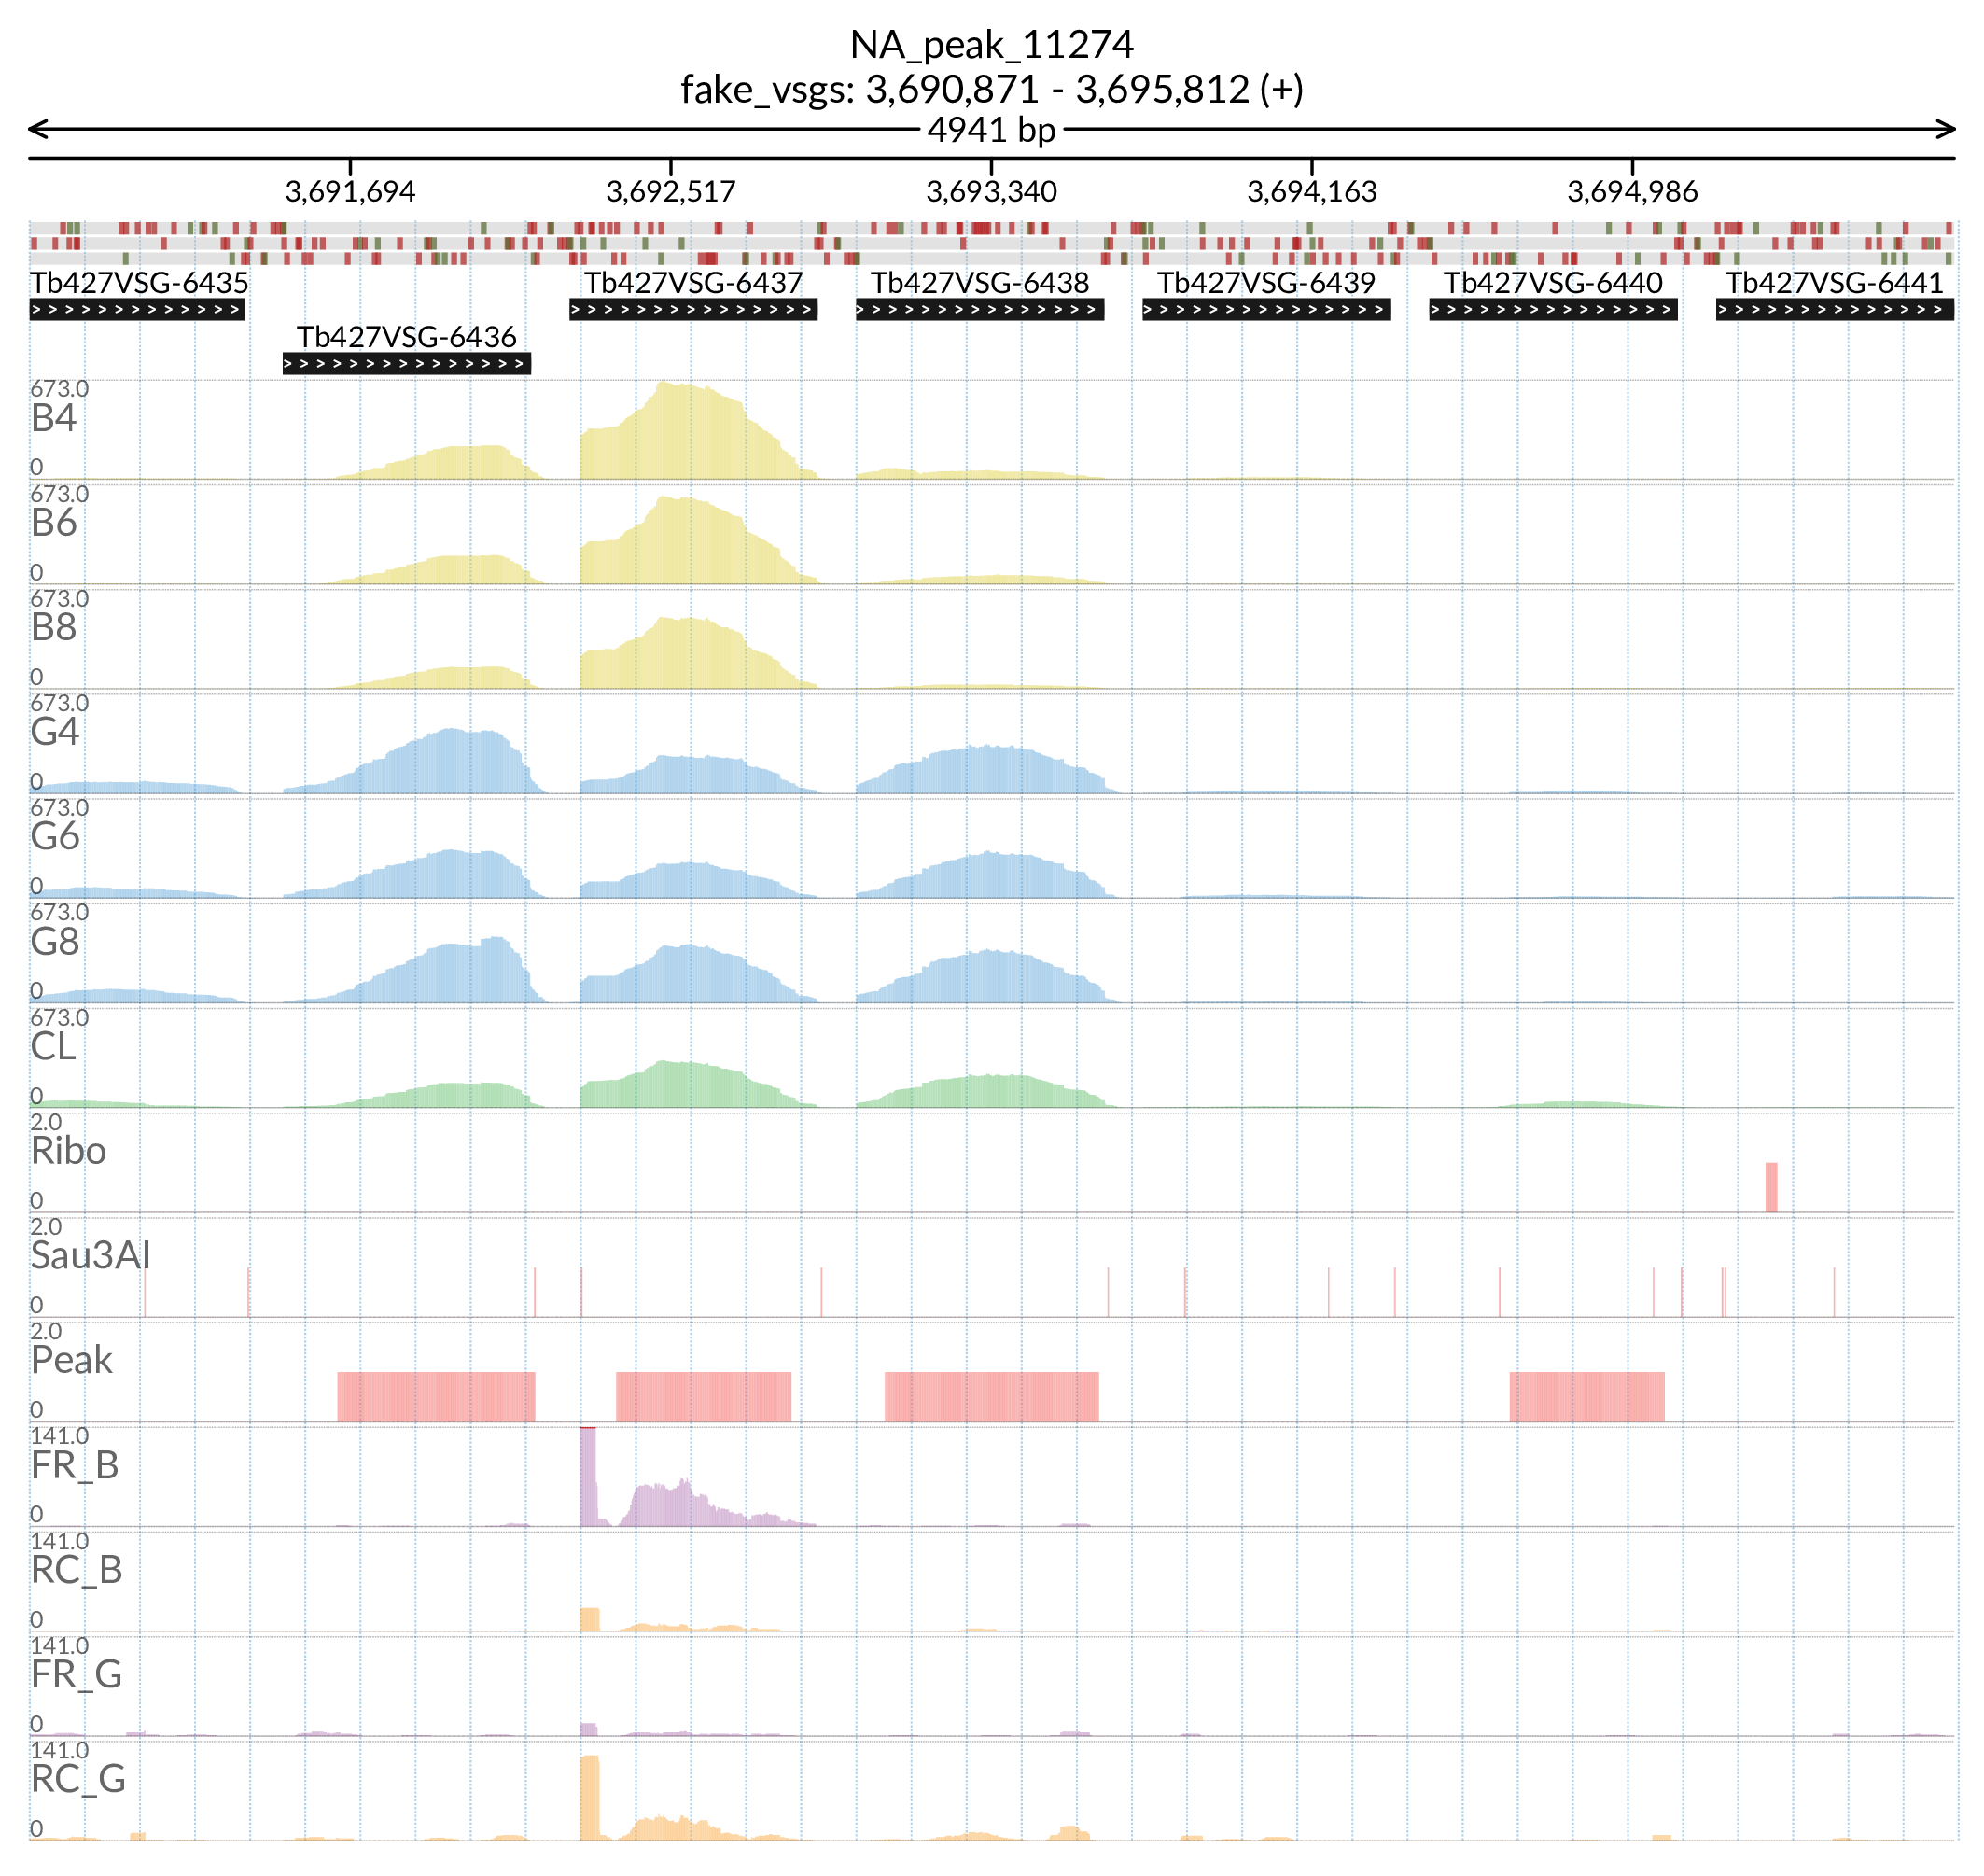 NA_peak_11274
fake_vsgs: 3,690,871 - 3,695,812 (+)
4941 bp
3,691,694 3,692,517 3,693,340 3,694,163 3,694,986
Tb427VSG-6435 Tb427VSG-6437 Tb427VSG-6438 Tb427VSG-6439 Tb427VSG-6440 Tb427VSG-6441
Tb427VSG-6436
673.0
B4
0
673.0
B6
0
673.0
B8
0
673.0
G4
0
673.0
G6
0
673.0
G8
0
673.0
CL
0
2.0
Ribo
0
2.0
Sau3AI
0
2.0
Peak
0
141.0
FR_B
0
141.0
RC_B
0
141.0
FR_G
0
141.0
RC_G
0